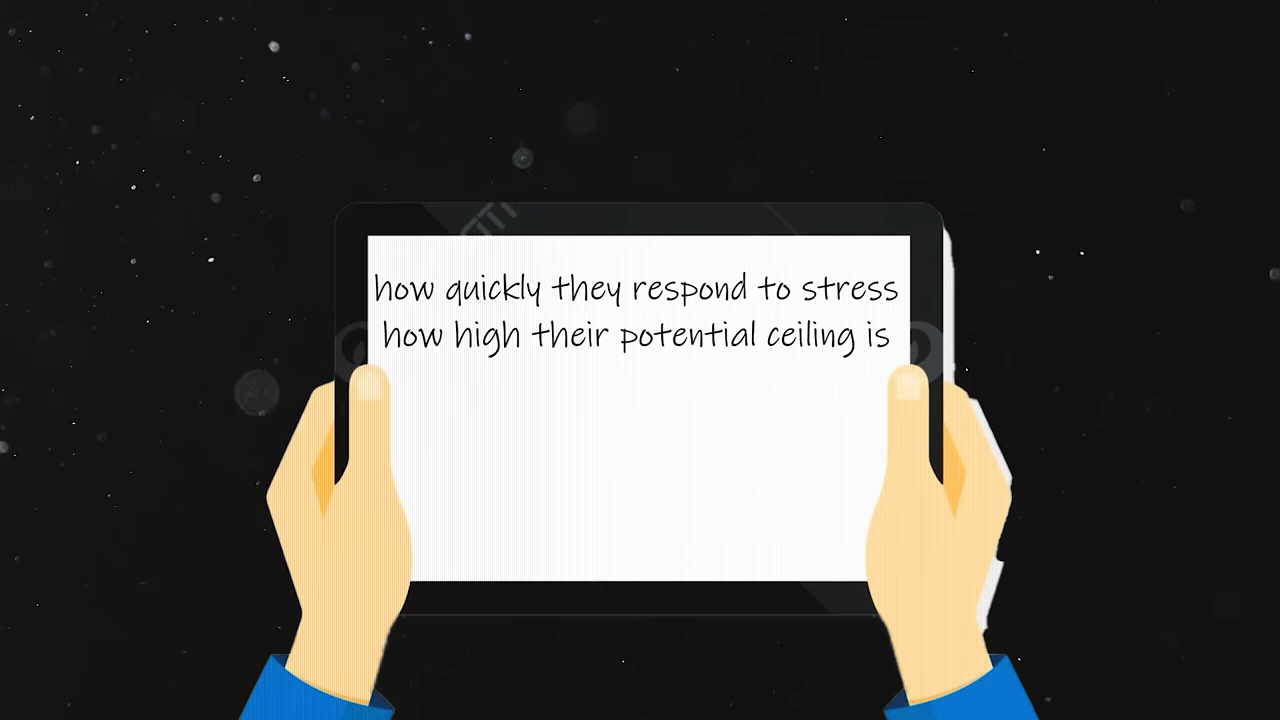 how quickly they respond to stress
how high their potential ceiling is